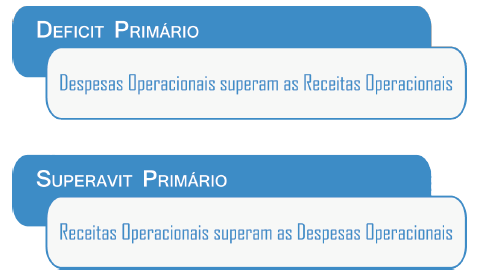 DEFICIT PRIMÁRIO
Despesas Operacionais superam as Receitas Operacionais
SUPERAVIT PRIMÁRIO
Receitas Operacionais superam as Despesas Operacionais